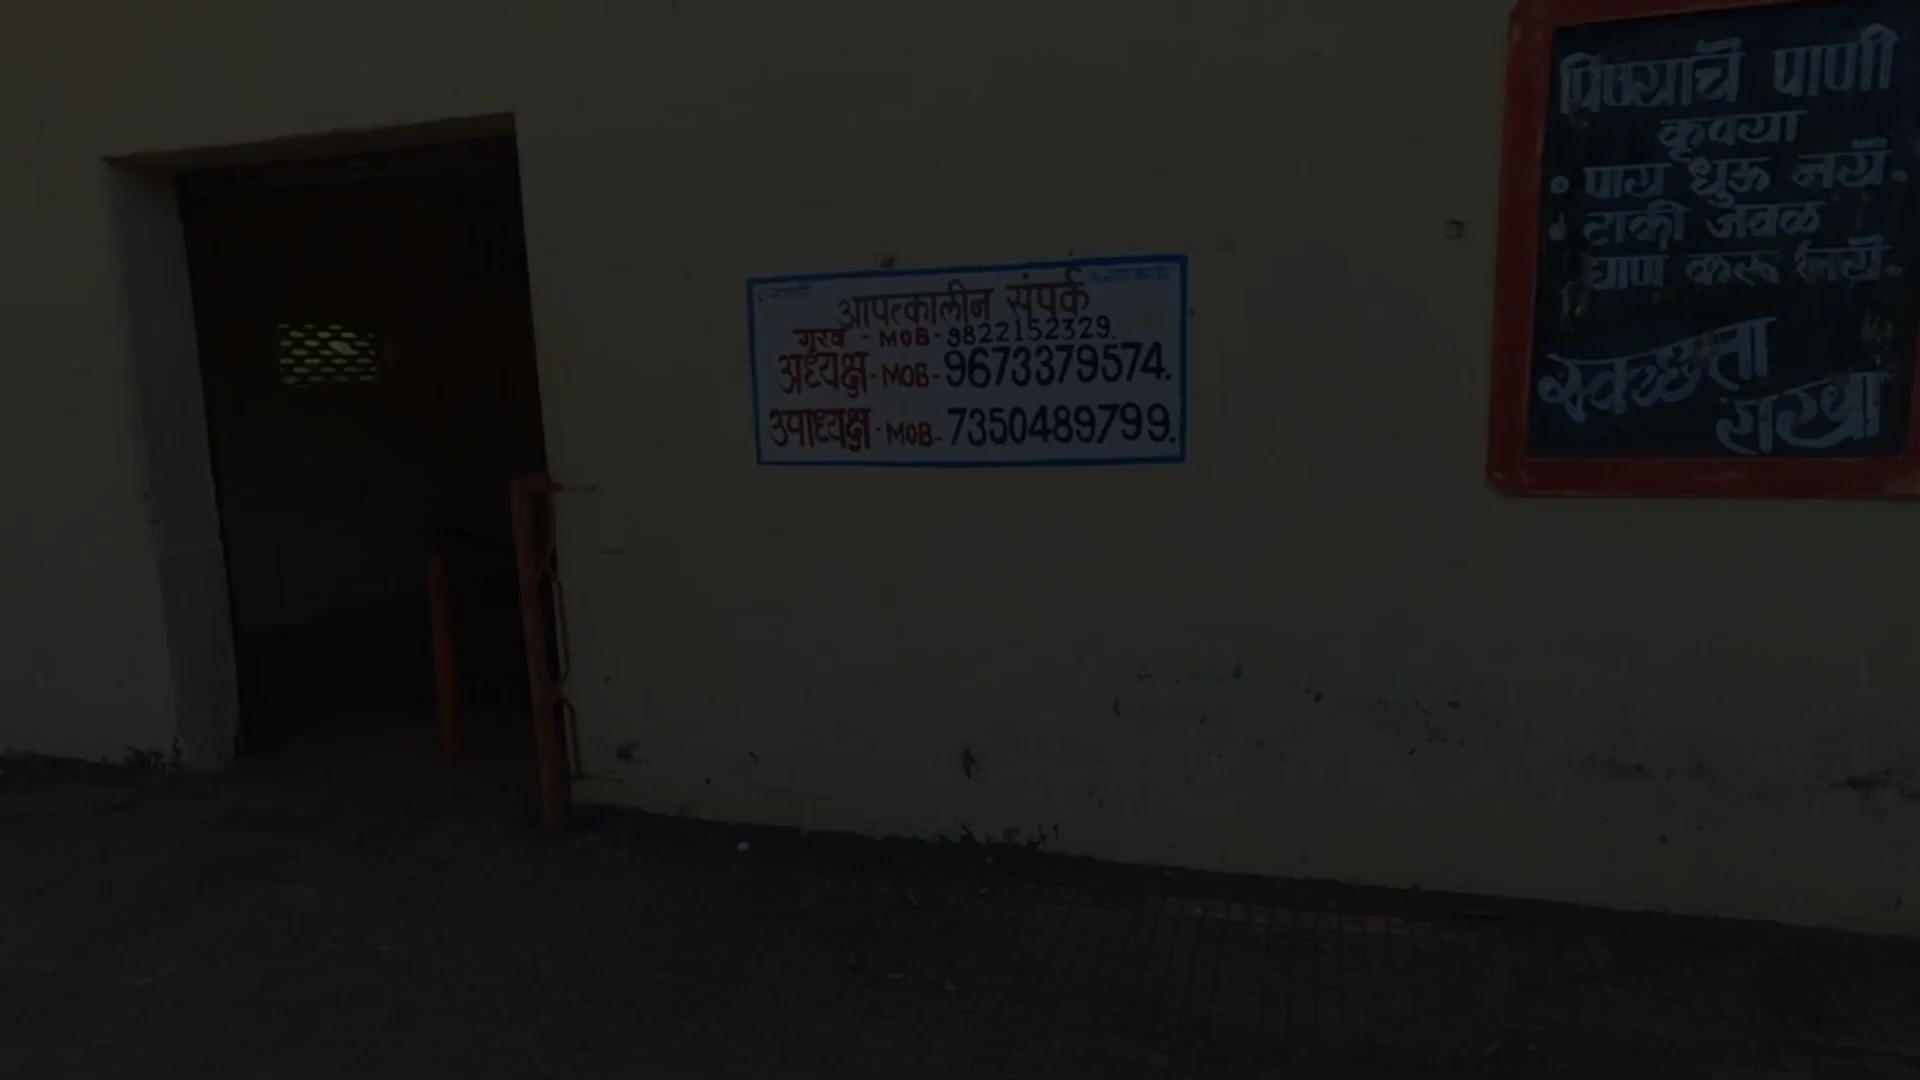 आपत्कालीन संपर्क
गुरव - MOB - 9822152329.
अध्यक्ष - MOB - 9673379574.
उपाध्यक्ष - MOB - 7350489799.
पिण्याचे पाणी
कृपया
• पाय धुऊ नये.
• टाकी जवळ
घाण करू नये.
स्वच्छता
राखा